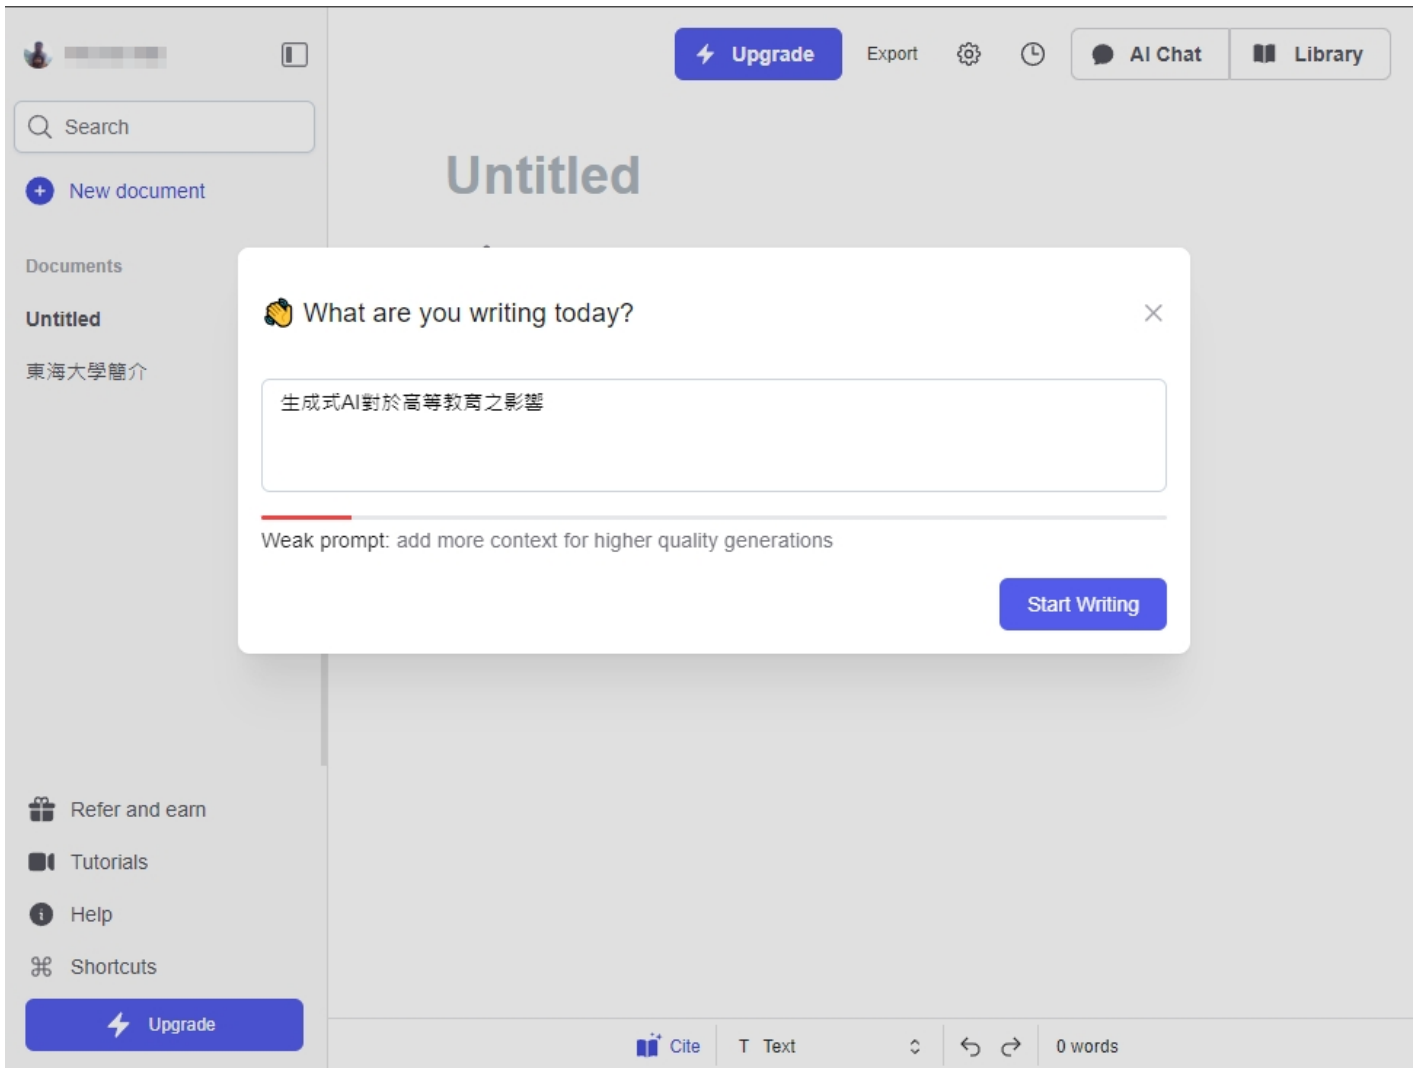 Upgrade
Export
AI Chat
Library
Search
New document
Documents
Untitled
東海大學簡介
Untitled
What are you writing today?
生成式AI對於高等教育之影響
Weak prompt: add more context for higher quality generations
Start Writing
Refer and earn
Tutorials
Help
Shortcuts
Upgrade
Cite
T Text
0 words